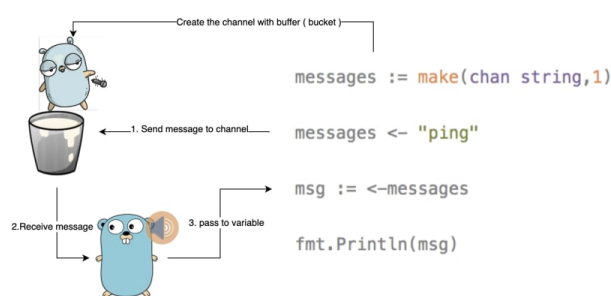 Create the channel with buffer ( bucket )
messages := make(chan string,1)
1. Send message to channel
messages <- "ping"
msg := <-messages
2.Receive message
3. pass to variable
fmt.Println(msg)